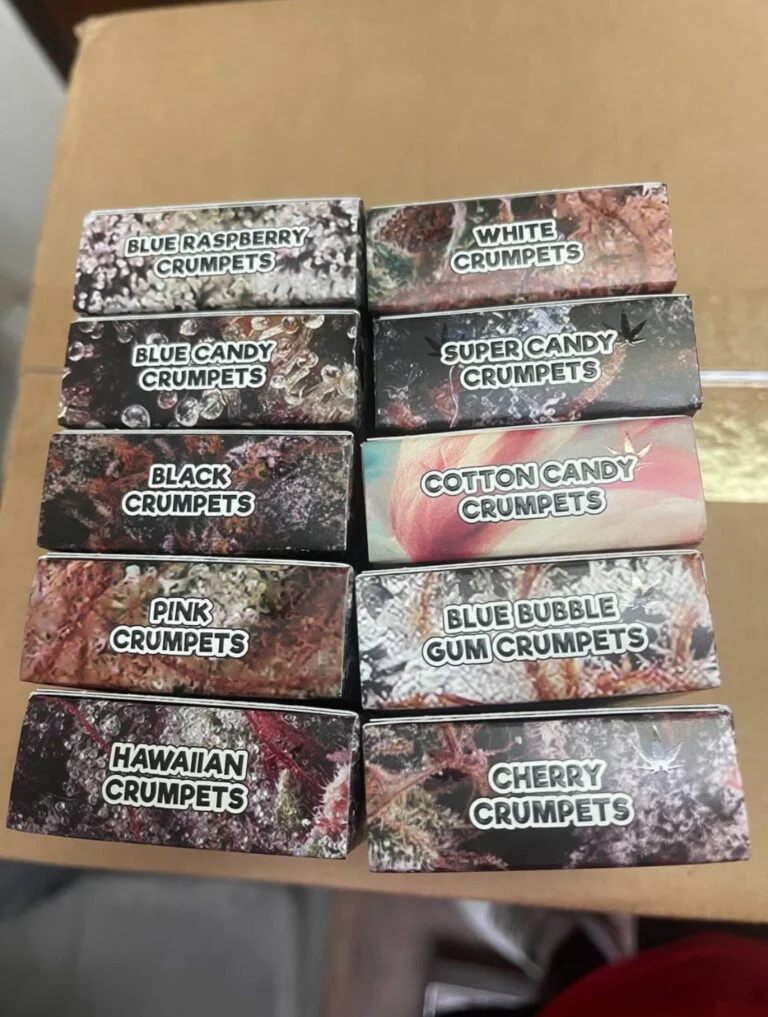 BLUE RASPBERRY
CRUMPETS
WHITE
CRUMPETS
BLUE CANDY
CRUMPETS
SUPER CANDY
CRUMPETS
BLACK
CRUMPETS
COTTON CANDY
CRUMPETS
PINK
CRUMPETS
BLUE BUBBLE
GUM CRUMPETS
HAWAIIAN
CRUMPETS
CHERRY
CRUMPETS